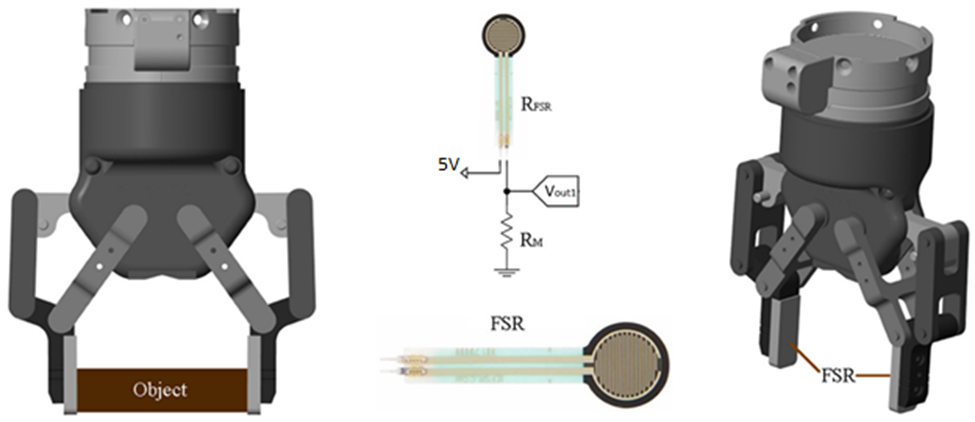 Object
RFSR
5V
Vout1
RM
FSR
FSR